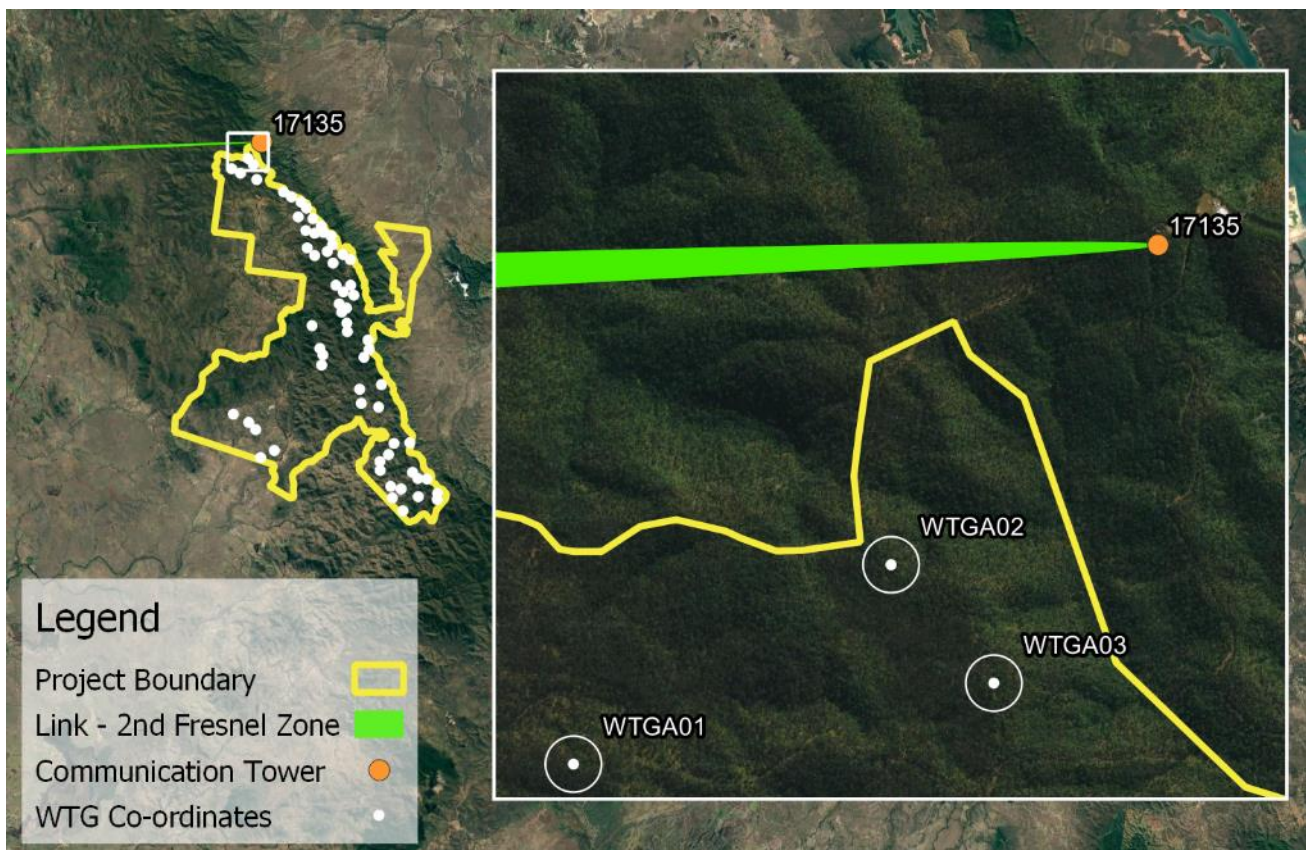 17135
17135
WTGA02
WTGA03
WTGA01
Legend
Project Boundary
Link - 2nd Fresnel Zone
Communication Tower
WTG Co-ordinates